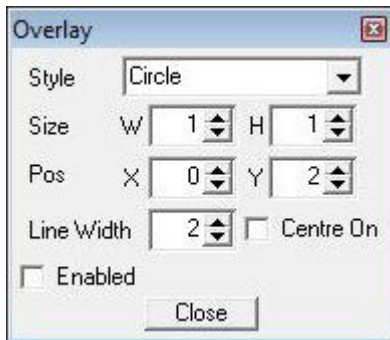 Overlay
Style Circle
Size W 1 H 1
Pos X 0 Y 2
Line Width 2 Centre On
Enabled
Close